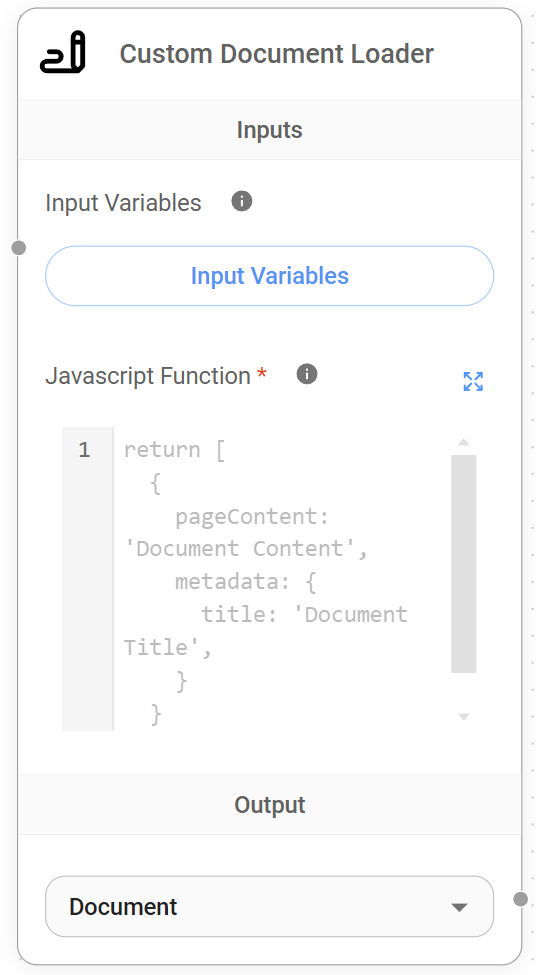 Custom Document Loader
Inputs
Input Variables
Input Variables
Javascript Function *
1
return [
  {
    pageContent:
'Document Content',
    metadata: {
      title: 'Document
Title',
    }
  }
Output
Document